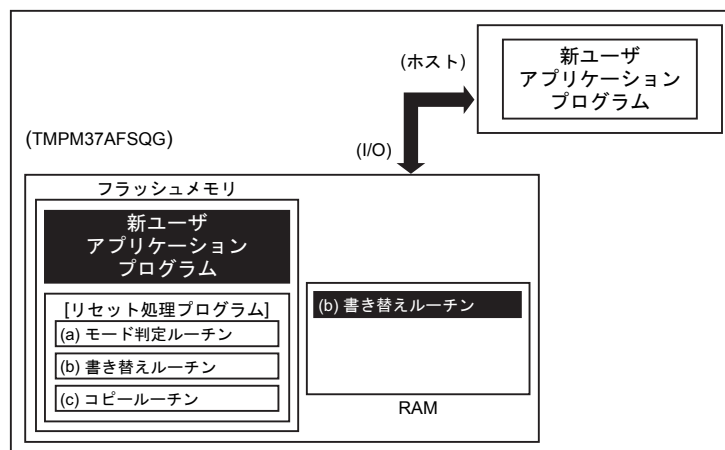 (ホスト)
新ユーザ
アプリケーション
プログラム
(TMPM37AFSQG)
(I/O)
フラッシュメモリ
新ユーザ
アプリケーション
プログラム
[リセット処理プログラム]
(a) モード判定ルーチン
(b) 書き替えルーチン
(c) コピールーチン
(b) 書き替えルーチン
RAM